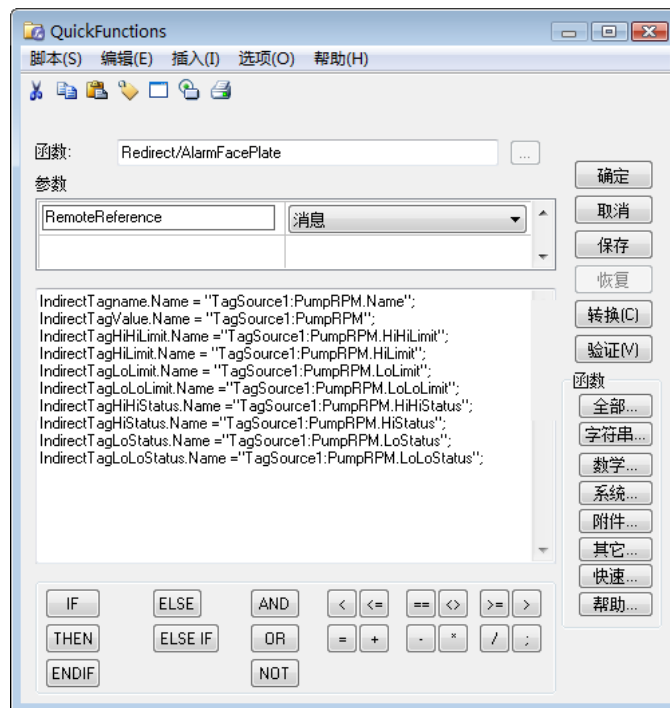 QuickFunctions
脚本(S) 编辑(E) 插入(I) 选项(O) 帮助(H)
函数: Redirect/AlarmFacePlate ...
参数
RemoteReference 消息
IndirectTagname.Name = "TagSource1:PumpRPM.Name";
IndirectTagValue.Name = "TagSource1:PumpRPM";
IndirectTagHiHiLimit.Name ="TagSource1:PumpRPM.HiHiLimit";
IndirectTagHiLimit.Name ="TagSource1:PumpRPM.HiLimit";
IndirectTagLoLimit.Name ="TagSource1:PumpRPM.LoLimit";
IndirectTagLoLoLimit.Name ="TagSource1:PumpRPM.LoLoLimit";
IndirectTagHiHiStatus.Name ="TagSource1:PumpRPM.HiHiStatus";
IndirectTagHiStatus.Name ="TagSource1:PumpRPM.HiStatus";
IndirectTagLoStatus.Name ="TagSource1:PumpRPM.LoStatus";
IndirectTagLoLoStatus.Name ="TagSource1:PumpRPM.LoLoStatus";
确定
取消
保存
恢复
转换(C)
验证(V)
函数
全部...
字符串...
数学...
系统...
附件...
其它...
快速...
帮助...
IF ELSE AND < <= == <> >= >
THEN ELSE IF OR = + - * / ;
ENDIF NOT